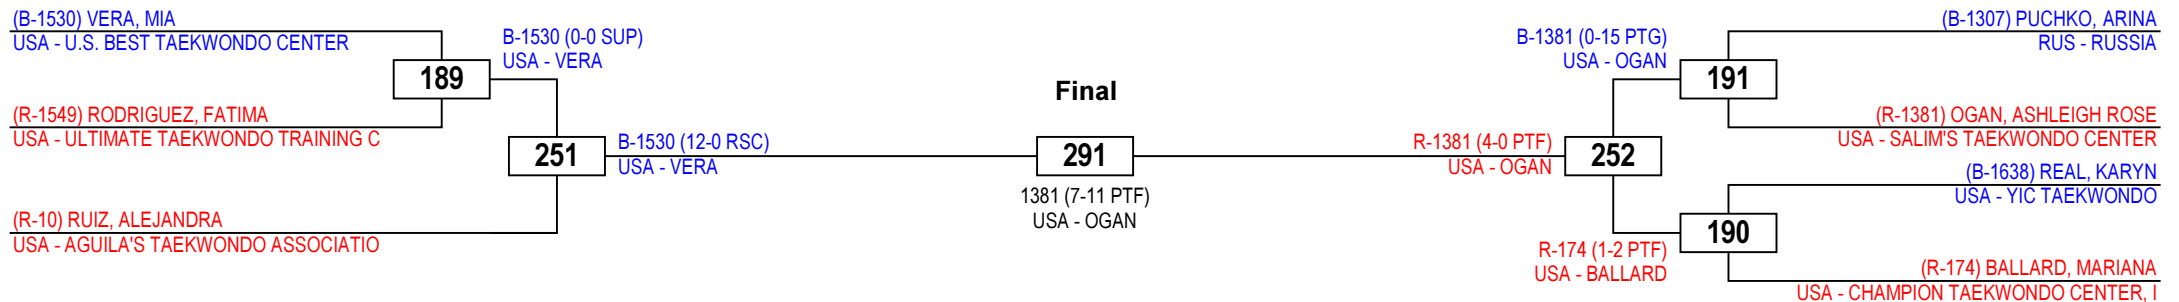 (B-1530) VERA, MIA
USA - U.S. BEST TAEKWONDO CENTER
189
(R-1549) RODRIGUEZ, FATIMA
USA - ULTIMATE TAEKWONDO TRAINING C
B-1530 (0-0 SUP)
USA - VERA
251
(R-10) RUIZ, ALEJANDRA
USA - AGUILA'S TAEKWONDO ASSOCIATIO
B-1530 (12-0 RSC)
USA - VERA
Final
291
1381 (7-11 PTF)
USA - OGAN
R-1381 (4-0 PTF)
USA - OGAN
252
B-1381 (0-15 PTG)
USA - OGAN
191
(B-1307) PUCHKO, ARINA
RUS - RUSSIA
(R-1381) OGAN, ASHLEIGH ROSE
USA - SALIM'S TAEKWONDO CENTER
(B-1638) REAL, KARYN
USA - YIC TAEKWONDO
190
R-174 (1-2 PTF)
USA - BALLARD
(R-174) BALLARD, MARIANA
USA - CHAMPION TAEKWONDO CENTER, I